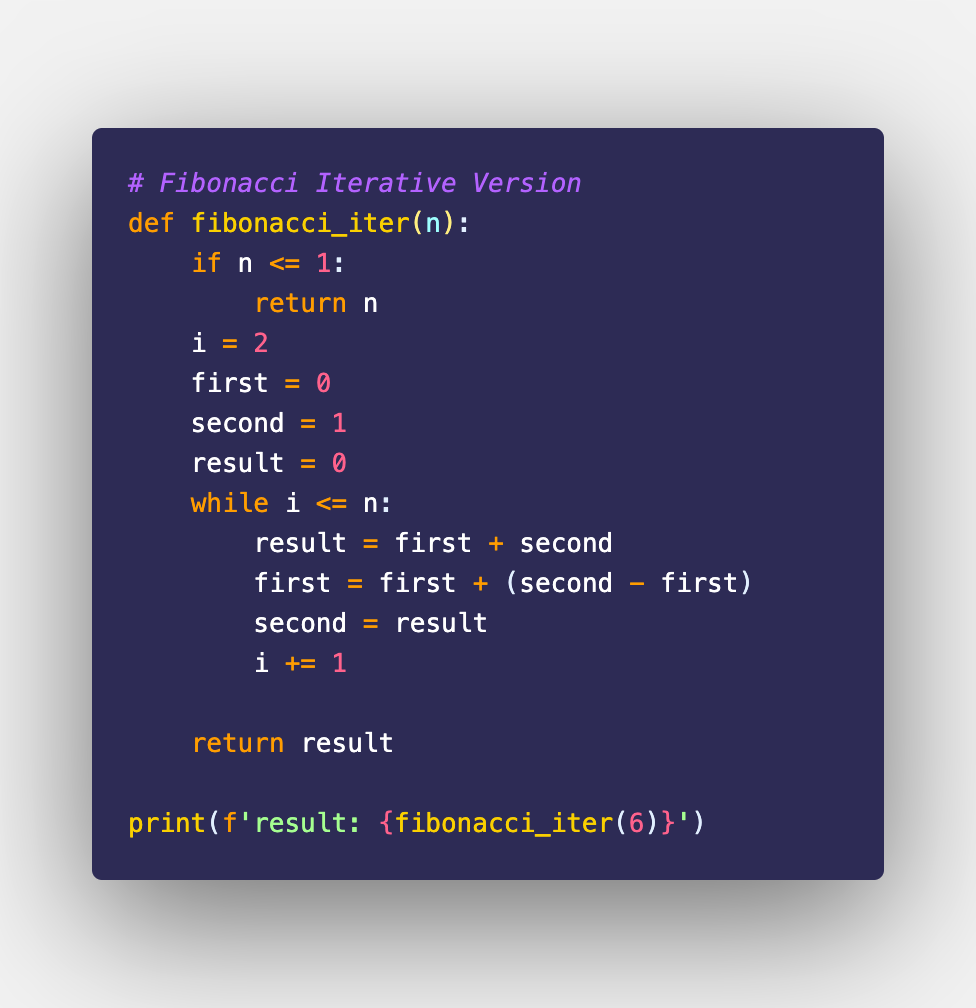 # Fibonacci Iterative Version
def fibonacci_iter(n):
    if n <= 1:
        return n
    i = 2
    first = 0
    second = 1
    result = 0
    while i <= n:
        result = first + second
        first = first + (second - first)
        second = result
        i += 1

    return result

print(f'result: {fibonacci_iter(6)}')